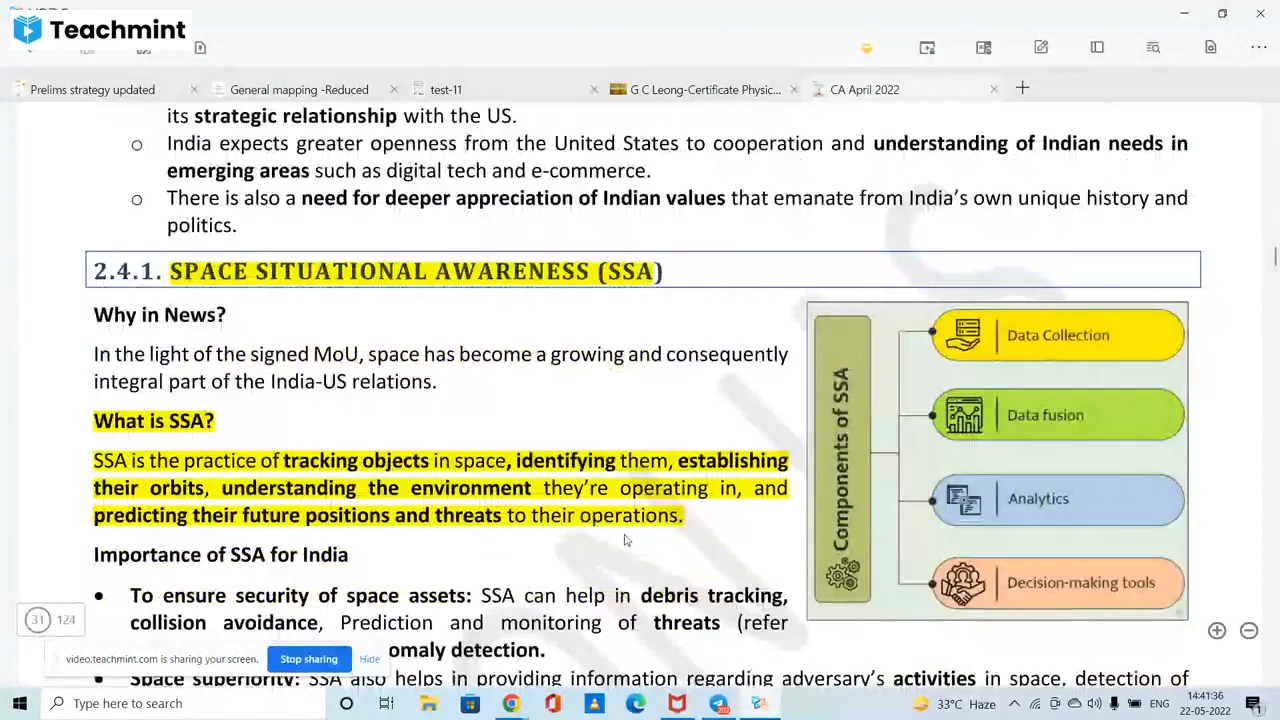 Teachmint
Prelims strategy updated
General mapping -Reduced
test-11
G C Leong-Certificate Physic...
CA April 2022
its strategic relationship with the US.
o India expects greater openness from the United States to cooperation and understanding of Indian needs in
emerging areas such as digital tech and e-commerce.
o There is also a need for deeper appreciation of Indian values that emanate from India's own unique history and
politics.
2.4.1. SPACE SITUATIONAL AWARENESS (SSA)
Why in News?
In the light of the signed MoU, space has become a growing and consequently
integral part of the India-US relations.
What is SSA?
SSA is the practice of tracking objects in space, identifying them, establishing
their orbits, understanding the environment they're operating in, and
predicting their future positions and threats to their operations.
Components of SSA
Data Collection
Data fusion
Analytics
Decision-making tools
Importance of SSA for India
• To ensure security of space assets: SSA can help in debris tracking,
collision avoidance, Prediction and monitoring of threats (refer
omaly detection.
• Space superiority: SSA also helps in providing information regarding adversary's activities in space, detection of
31 124
video.teachmint.com is sharing your screen.
Stop sharing
Hide
Type here to search
33°C Haze
14:41:36
22-05-2022